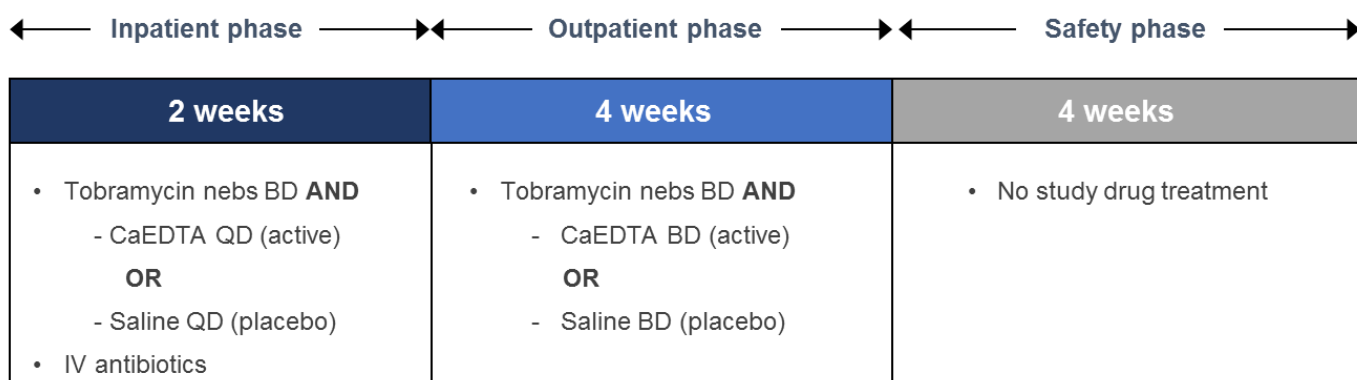 Inpatient phase
Outpatient phase
Safety phase
2 weeks
4 weeks
4 weeks
• Tobramycin nebs BD AND
- CaEDTA QD (active)
OR
- Saline QD (placebo)
• IV antibiotics
• Tobramycin nebs BD AND
- CaEDTA BD (active)
OR
- Saline BD (placebo)
• No study drug treatment